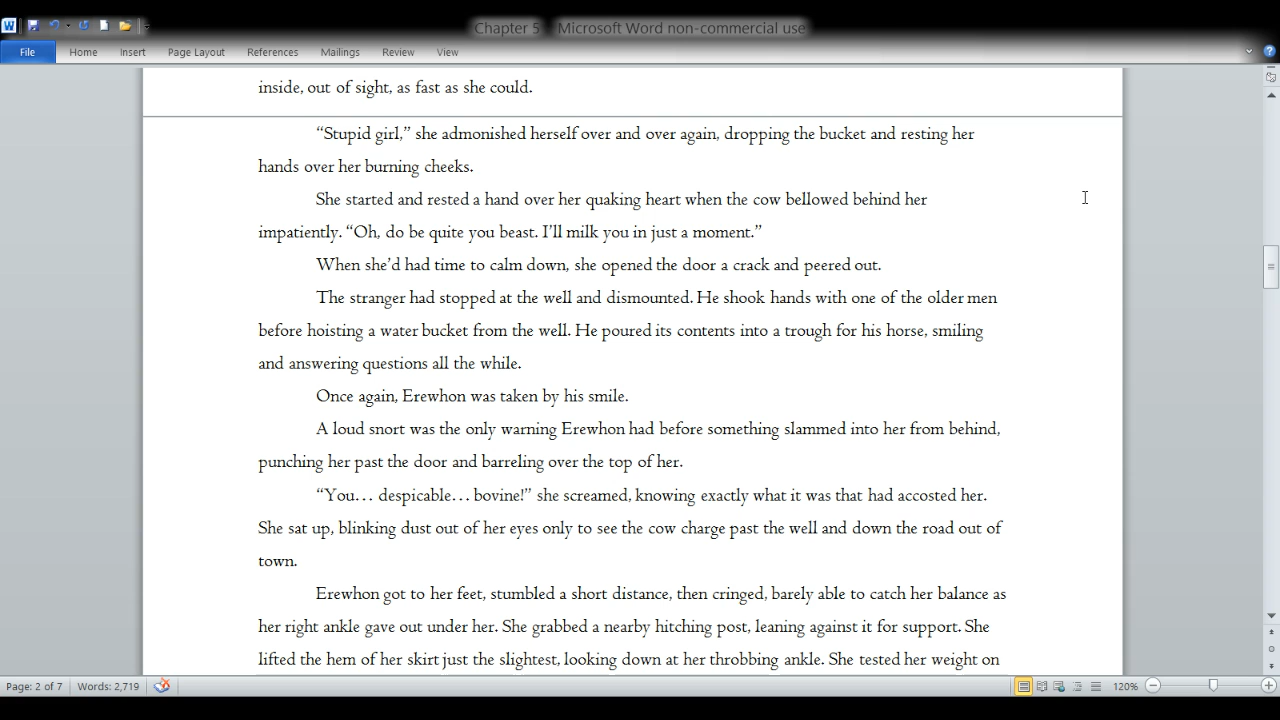 Chapter 5 - Microsoft Word non-commercial use
File Home Insert Page Layout References Mailings Review View
inside, out of sight, as fast as she could.
“Stupid girl,” she admonished herself over and over again, dropping the bucket and resting her
hands over her burning cheeks.
She started and rested a hand over her quaking heart when the cow bellowed behind her
impatiently. “Oh, do be quite you beast. I’ll milk you in just a moment.”
When she’d had time to calm down, she opened the door a crack and peered out.
The stranger had stopped at the well and dismounted. He shook hands with one of the older men
before hoisting a water bucket from the well. He poured its contents into a trough for his horse, smiling
and answering questions all the while.
Once again, Erewhon was taken by his smile.
A loud snort was the only warning Erewhon had before something slammed into her from behind,
punching her past the door and barreling over the top of her.
“You… despicable… bovine!” she screamed, knowing exactly what it was that had accosted her.
She sat up, blinking dust out of her eyes only to see the cow charge past the well and down the road out of
town.
Erewhon got to her feet, stumbled a short distance, then cringed, barely able to catch her balance as
her right ankle gave out under her. She grabbed a nearby hitching post, leaning against it for support. She
lifted the hem of her skirt just the slightest, looking down at her throbbing ankle. She tested her weight on
Page: 2 of 7 Words: 2,719 120%